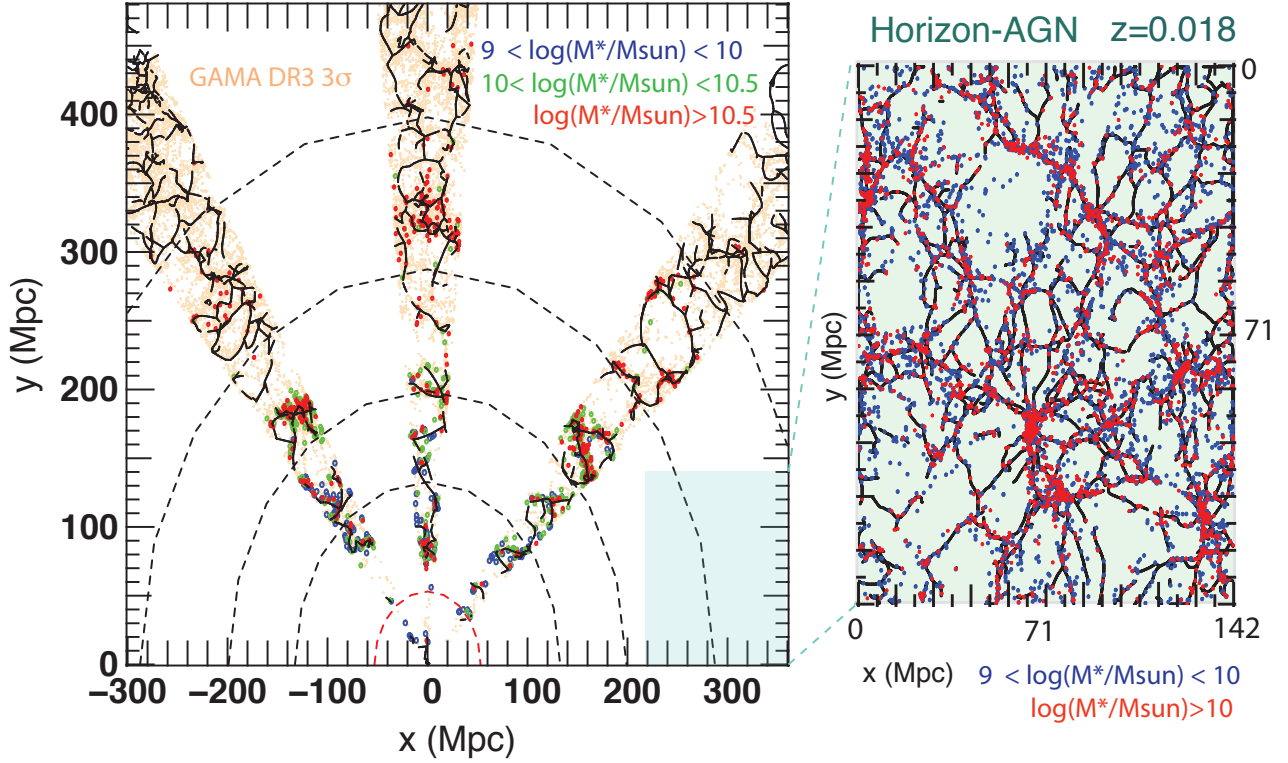 GAMA DR3 3σ
9 < log(M*/Msun) < 10
10< log(M*/Msun) <10.5
log(M*/Msun)>10.5
400
300
200
100
0
y (Mpc)
−300 −200 −100 0 100 200 300
x (Mpc)
Horizon-AGN z=0.018
0
71
y (Mpc)
0 71 142
x (Mpc) 9 < log(M*/Msun) < 10
log(M*/Msun)>10